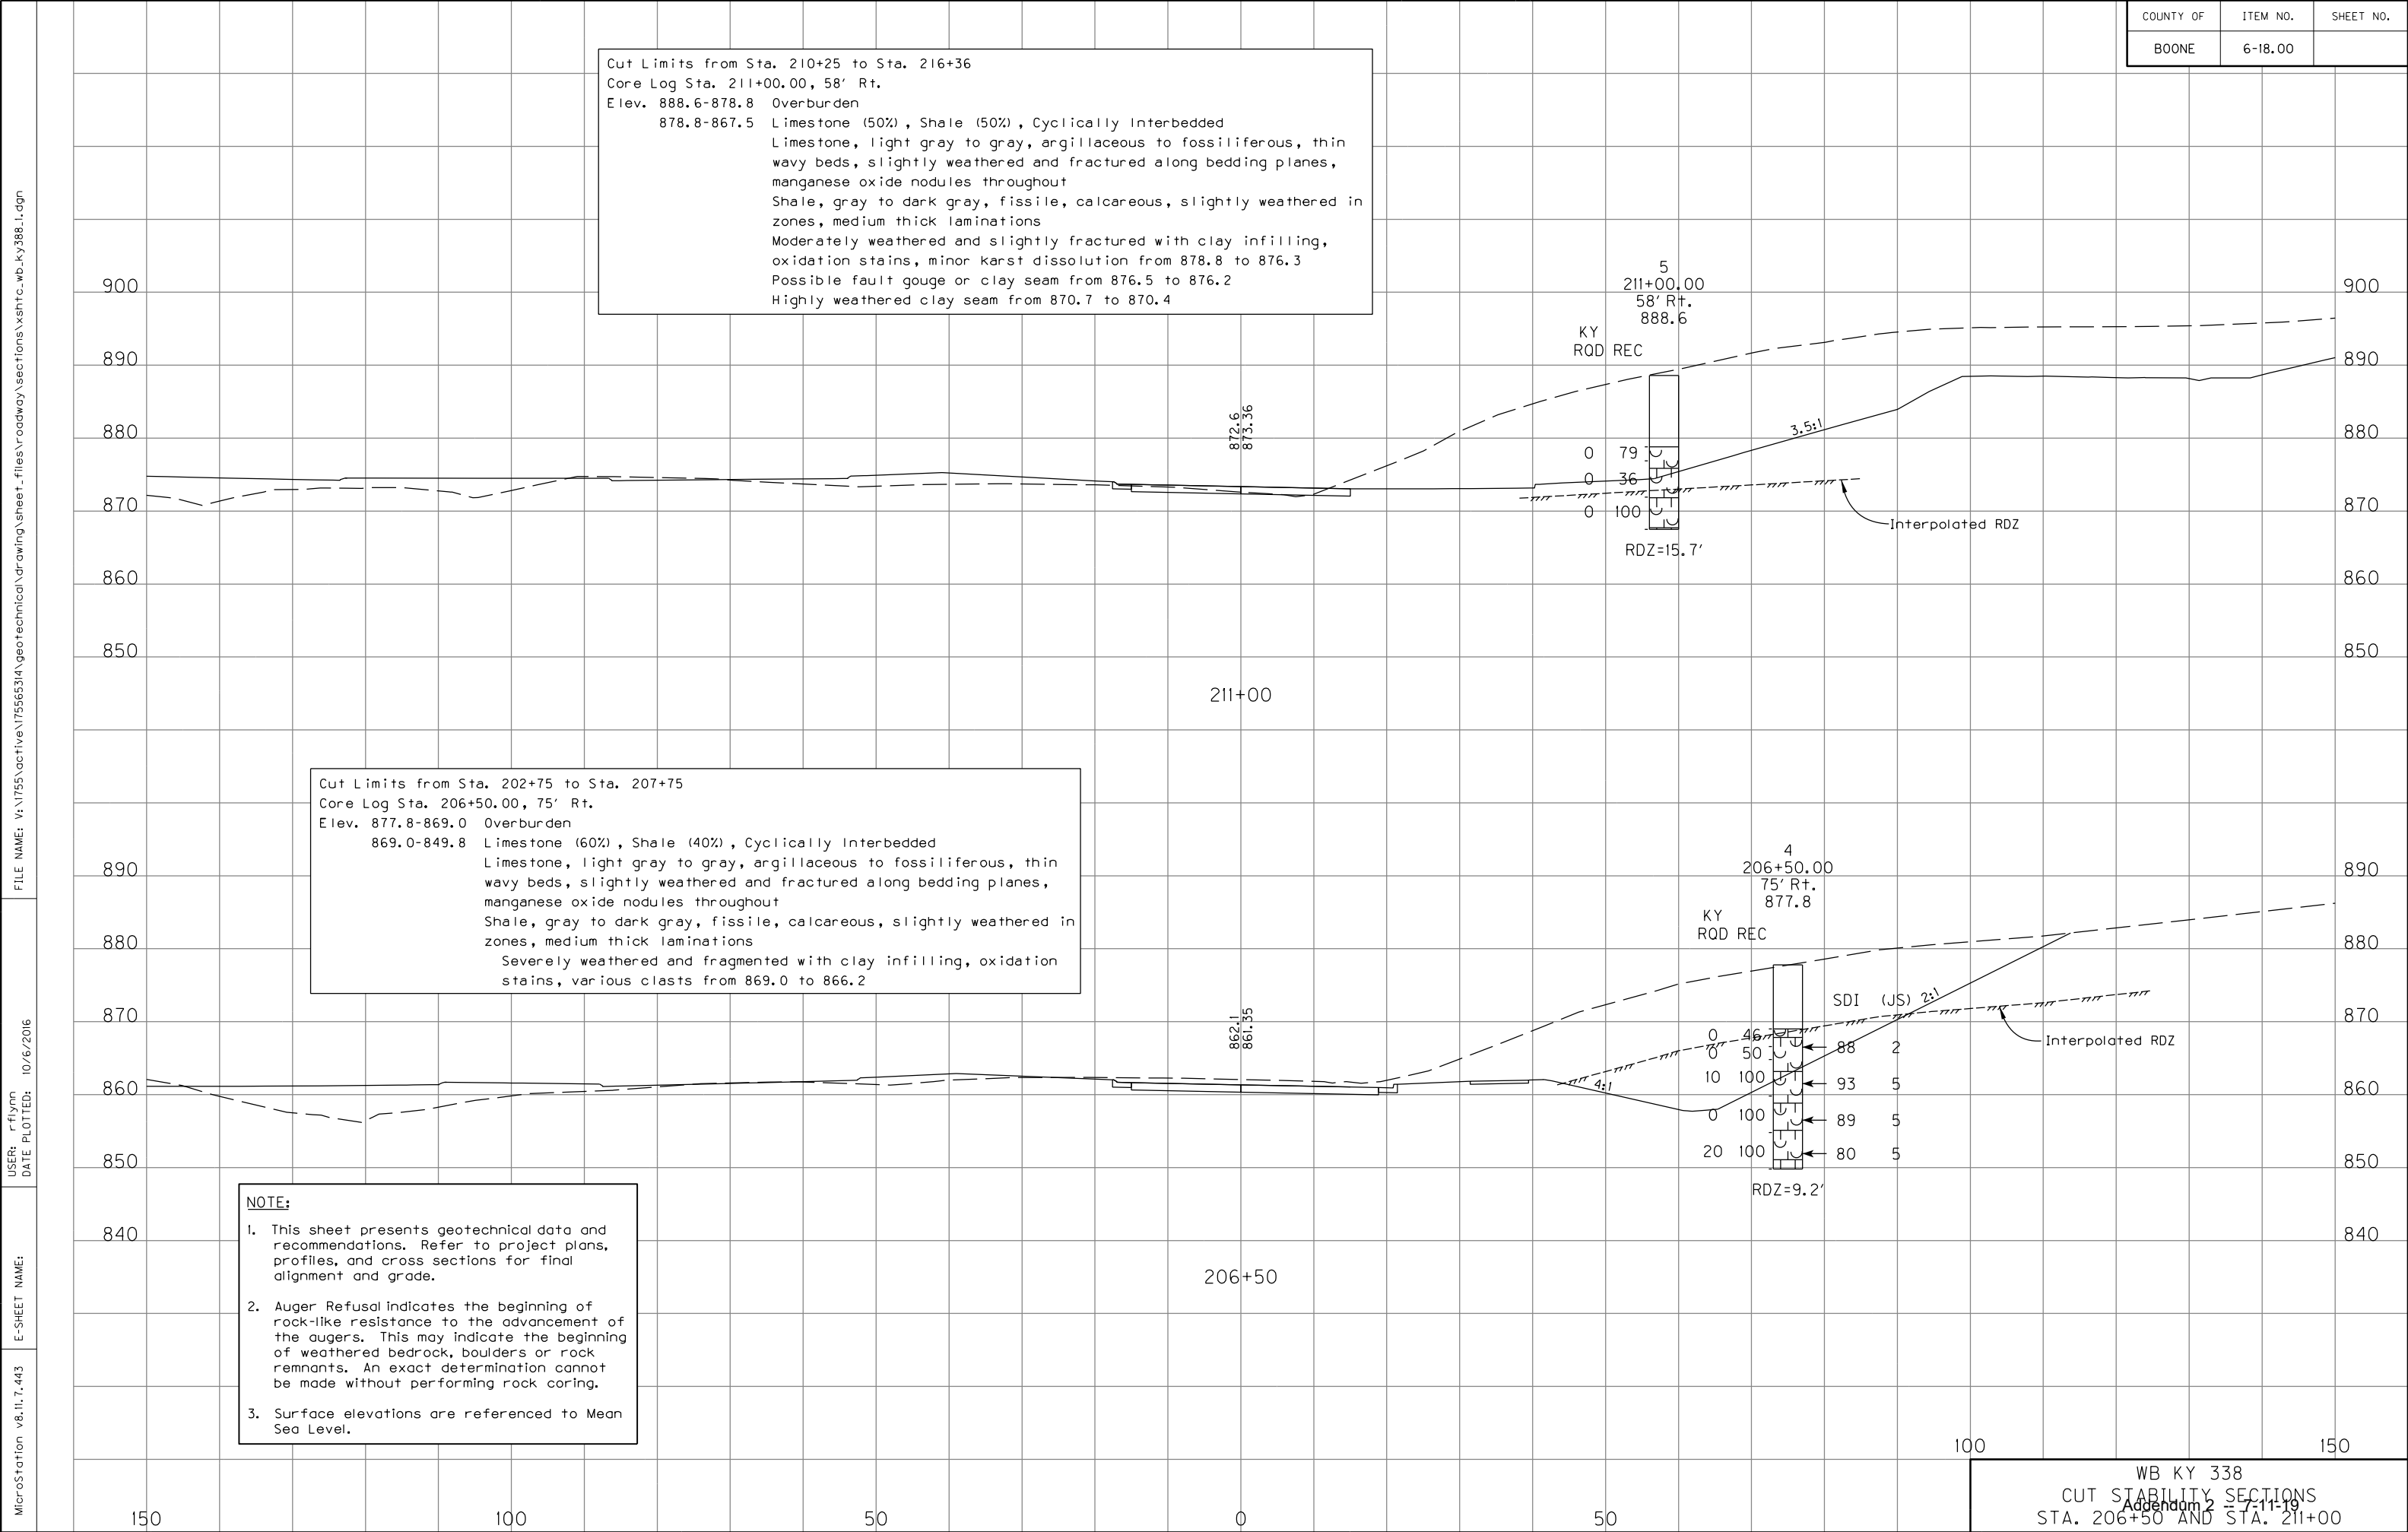 COUNTY OF ITEM NO. SHEET NO.
BOONE 6-18.00
Cut Limits from Sta. 210+25 to Sta. 216+36
Core Log Sta. 211+00.00, 58' Rt.
Elev. 888.6-878.8 Overburden
878.8-867.5 Limestone (50%), Shale (50%), Cyclically Interbedded
Limestone, light gray to gray, argillaceous to fossiliferous, thin
wavy beds, slightly weathered and fractured along bedding planes,
manganese oxide nodules throughout
Shale, gray to dark gray, fissile, calcareous, slightly weathered in
zones, medium thick laminations
Moderately weathered and slightly fractured with clay infilling,
oxidation stains, minor karst dissolution from 878.8 to 876.3
Possible fault gouge or clay seam from 876.5 to 876.2
Highly weathered clay seam from 870.7 to 870.4
5
211+00.00
58' Rt.
888.6
KY
RQD REC
900 900
890 890
880 880
870 870
860 860
850 850
872.6
873.36
3.5:1
0 79
0 36
0 100
Interpolated RDZ
RDZ=15.7'
211+00
Cut Limits from Sta. 202+75 to Sta. 207+75
Core Log Sta. 206+50.00, 75' Rt.
Elev. 877.8-869.0 Overburden
869.0-849.8 Limestone (60%), Shale (40%), Cyclically Interbedded
Limestone, light gray to gray, argillaceous to fossiliferous, thin
wavy beds, slightly weathered and fractured along bedding planes,
manganese oxide nodules throughout
Shale, gray to dark gray, fissile, calcareous, slightly weathered in
zones, medium thick laminations
Severely weathered and fragmented with clay infilling, oxidation
stains, various clasts from 869.0 to 866.2
4
206+50.00
75' Rt.
877.8
KY
RQD REC
890 890
880 880
870 870
860 860
850 850
840 840
862.1
861.35
SDI (JS)
2:1
4:1
0 46
0 50
88 2
10 100
93 5
0 100
89 5
20 100
80 5
Interpolated RDZ
RDZ=9.2'
206+50
NOTE:
1. This sheet presents geotechnical data and
recommendations. Refer to project plans,
profiles, and cross sections for final
alignment and grade.
2. Auger Refusal indicates the beginning of
rock-like resistance to the advancement of
the augers. This may indicate the beginning
of weathered bedrock, boulders or rock
remnants. An exact determination cannot
be made without performing rock coring.
3. Surface elevations are referenced to Mean
Sea Level.
100 150
150 100 50 0 50
WB KY 338
CUT STABILITY SECTIONS
Addendum 2 -- 7-11-19
STA. 206+50 AND STA. 211+00
FILE NAME: V:\1755\active\175565314\geotechnical\drawing\sheet_files\roadway\sections\xshtc_wb_ky388_1.dgn
USER: rflynn
DATE PLOTTED: 10/6/2016
E-SHEET NAME:
MicroStation v8.11.7.443